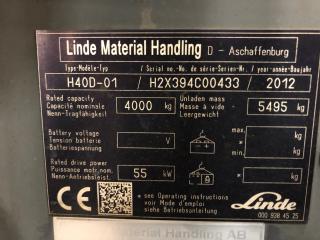 Linde Material Handling D - Aschaffenburg
Type-Modèle-Typ / Serial no.-No. de série-Serien-Nr. / year-année-Baujahr
H40D-01 / H2X394C00433 / 2012
Rated capacity
Capacité nominale
Nenn-Tragfähigkeit
4000 kg
Unladen mass
Masse à vide
Leergewicht
5495 kg
Battery voltage
Tension batterie
Batteriespannung
V
max. kg
min. kg
Rated drive power
Puissance motr.nom.
Nenn-Antriebsleist.
55 kW
kg
CE
see Operating instructions
voir Mode d'emploi
siehe Betriebsanleitung
Linde
000 938 45 25
Material Handling AB